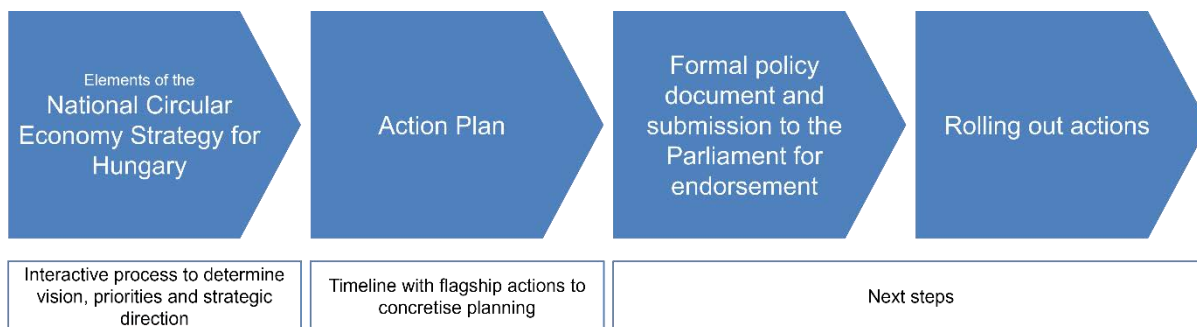 Elements of the
National Circular
Economy Strategy for
Hungary
Action Plan
Formal policy
document and
submission to the
Parliament for
endorsement
Rolling out actions
Interactive process to determine
vision, priorities and strategic
direction
Timeline with flagship actions to
concretise planning
Next steps